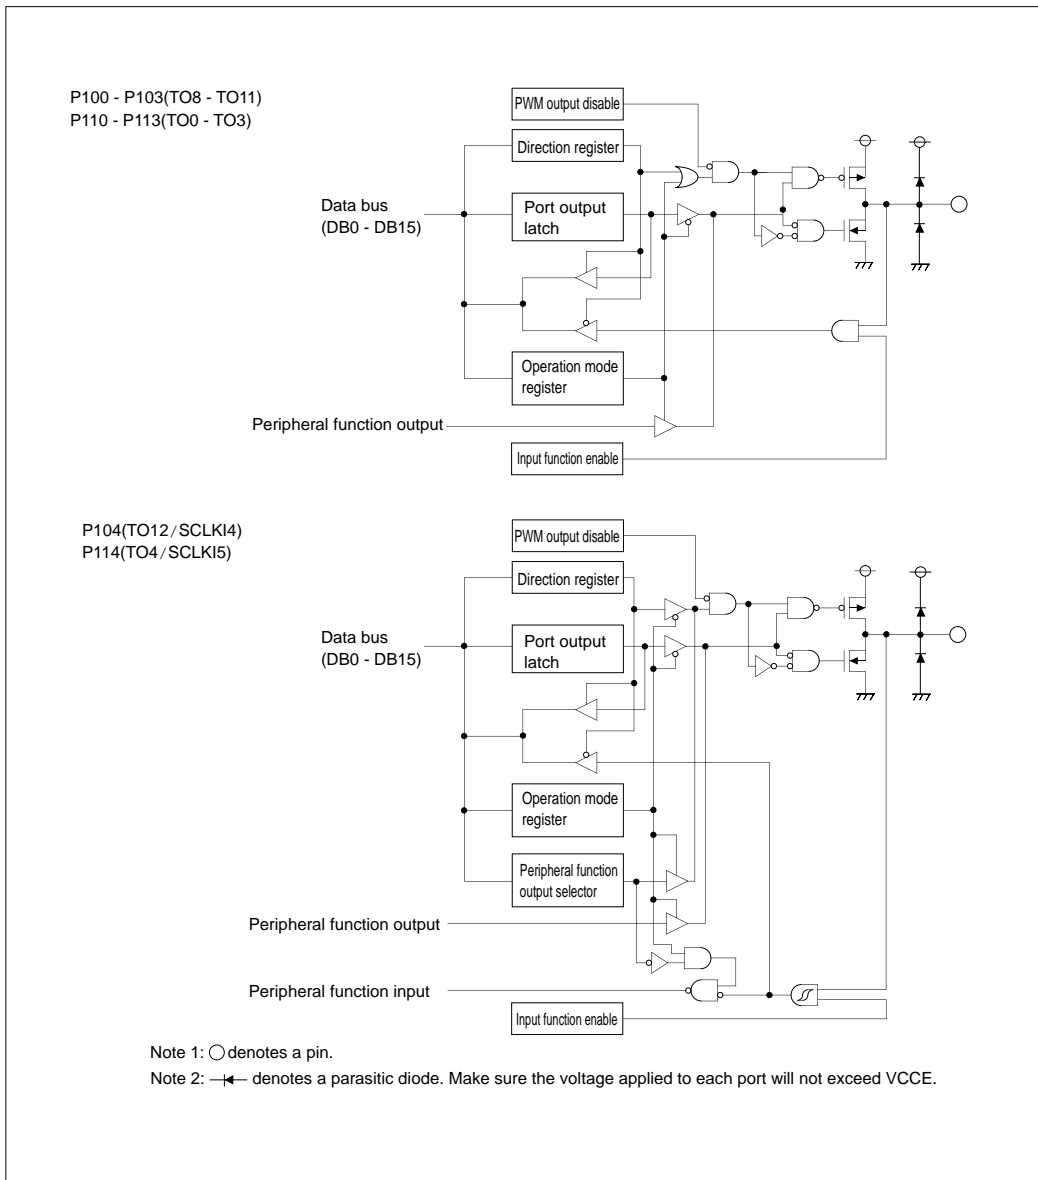 P100 - P103(TO8 - TO11)
P110 - P113(TO0 - TO3)
PWM output disable
Direction register
Data bus
(DB0 - DB15)
Port output
latch
Operation mode
register
Peripheral function output
Input function enable
P104(TO12/SCLKI4)
P114(TO4/SCLKI5)
PWM output disable
Direction register
Data bus
(DB0 - DB15)
Port output
latch
Operation mode
register
Peripheral function
output selector
Peripheral function output
Peripheral function input
Input function enable
Note 1: denotes a pin.
Note 2: denotes a parasitic diode. Make sure the voltage applied to each port will not exceed VCCE.